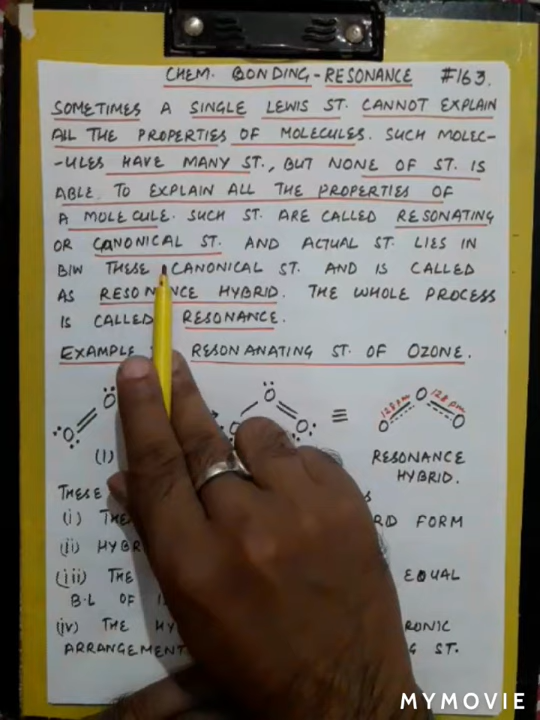 CHEM. BONDING-RESONANCE #163.
SOMETIMES A SINGLE LEWIS ST. CANNOT EXPLAIN
ALL THE PROPERTIES OF MOLECULES. SUCH MOLEC-
-ULES HAVE MANY ST., BUT NONE OF ST. IS
ABLE TO EXPLAIN ALL THE PROPERTIES OF
A MOLECULE. SUCH ST. ARE CALLED RESONATING
OR CANONICAL ST. AND ACTUAL ST. LIES IN
B/W THESE CANONICAL ST. AND IS CALLED
AS RESONANCE HYBRID. THE WHOLE PROCESS
IS CALLED RESONANCE.
EXAMPLE RESONANATING ST. OF OZONE.
O O O O O ≡ O O O
128 pm 128 pm
(I) RESONANCE
HYBRID.
THESE
(i) FORM
(ii)
(iii) THE EQUAL
B.L OF
(iv) THE
ARRANGEMENT ST.
MYMOVIE